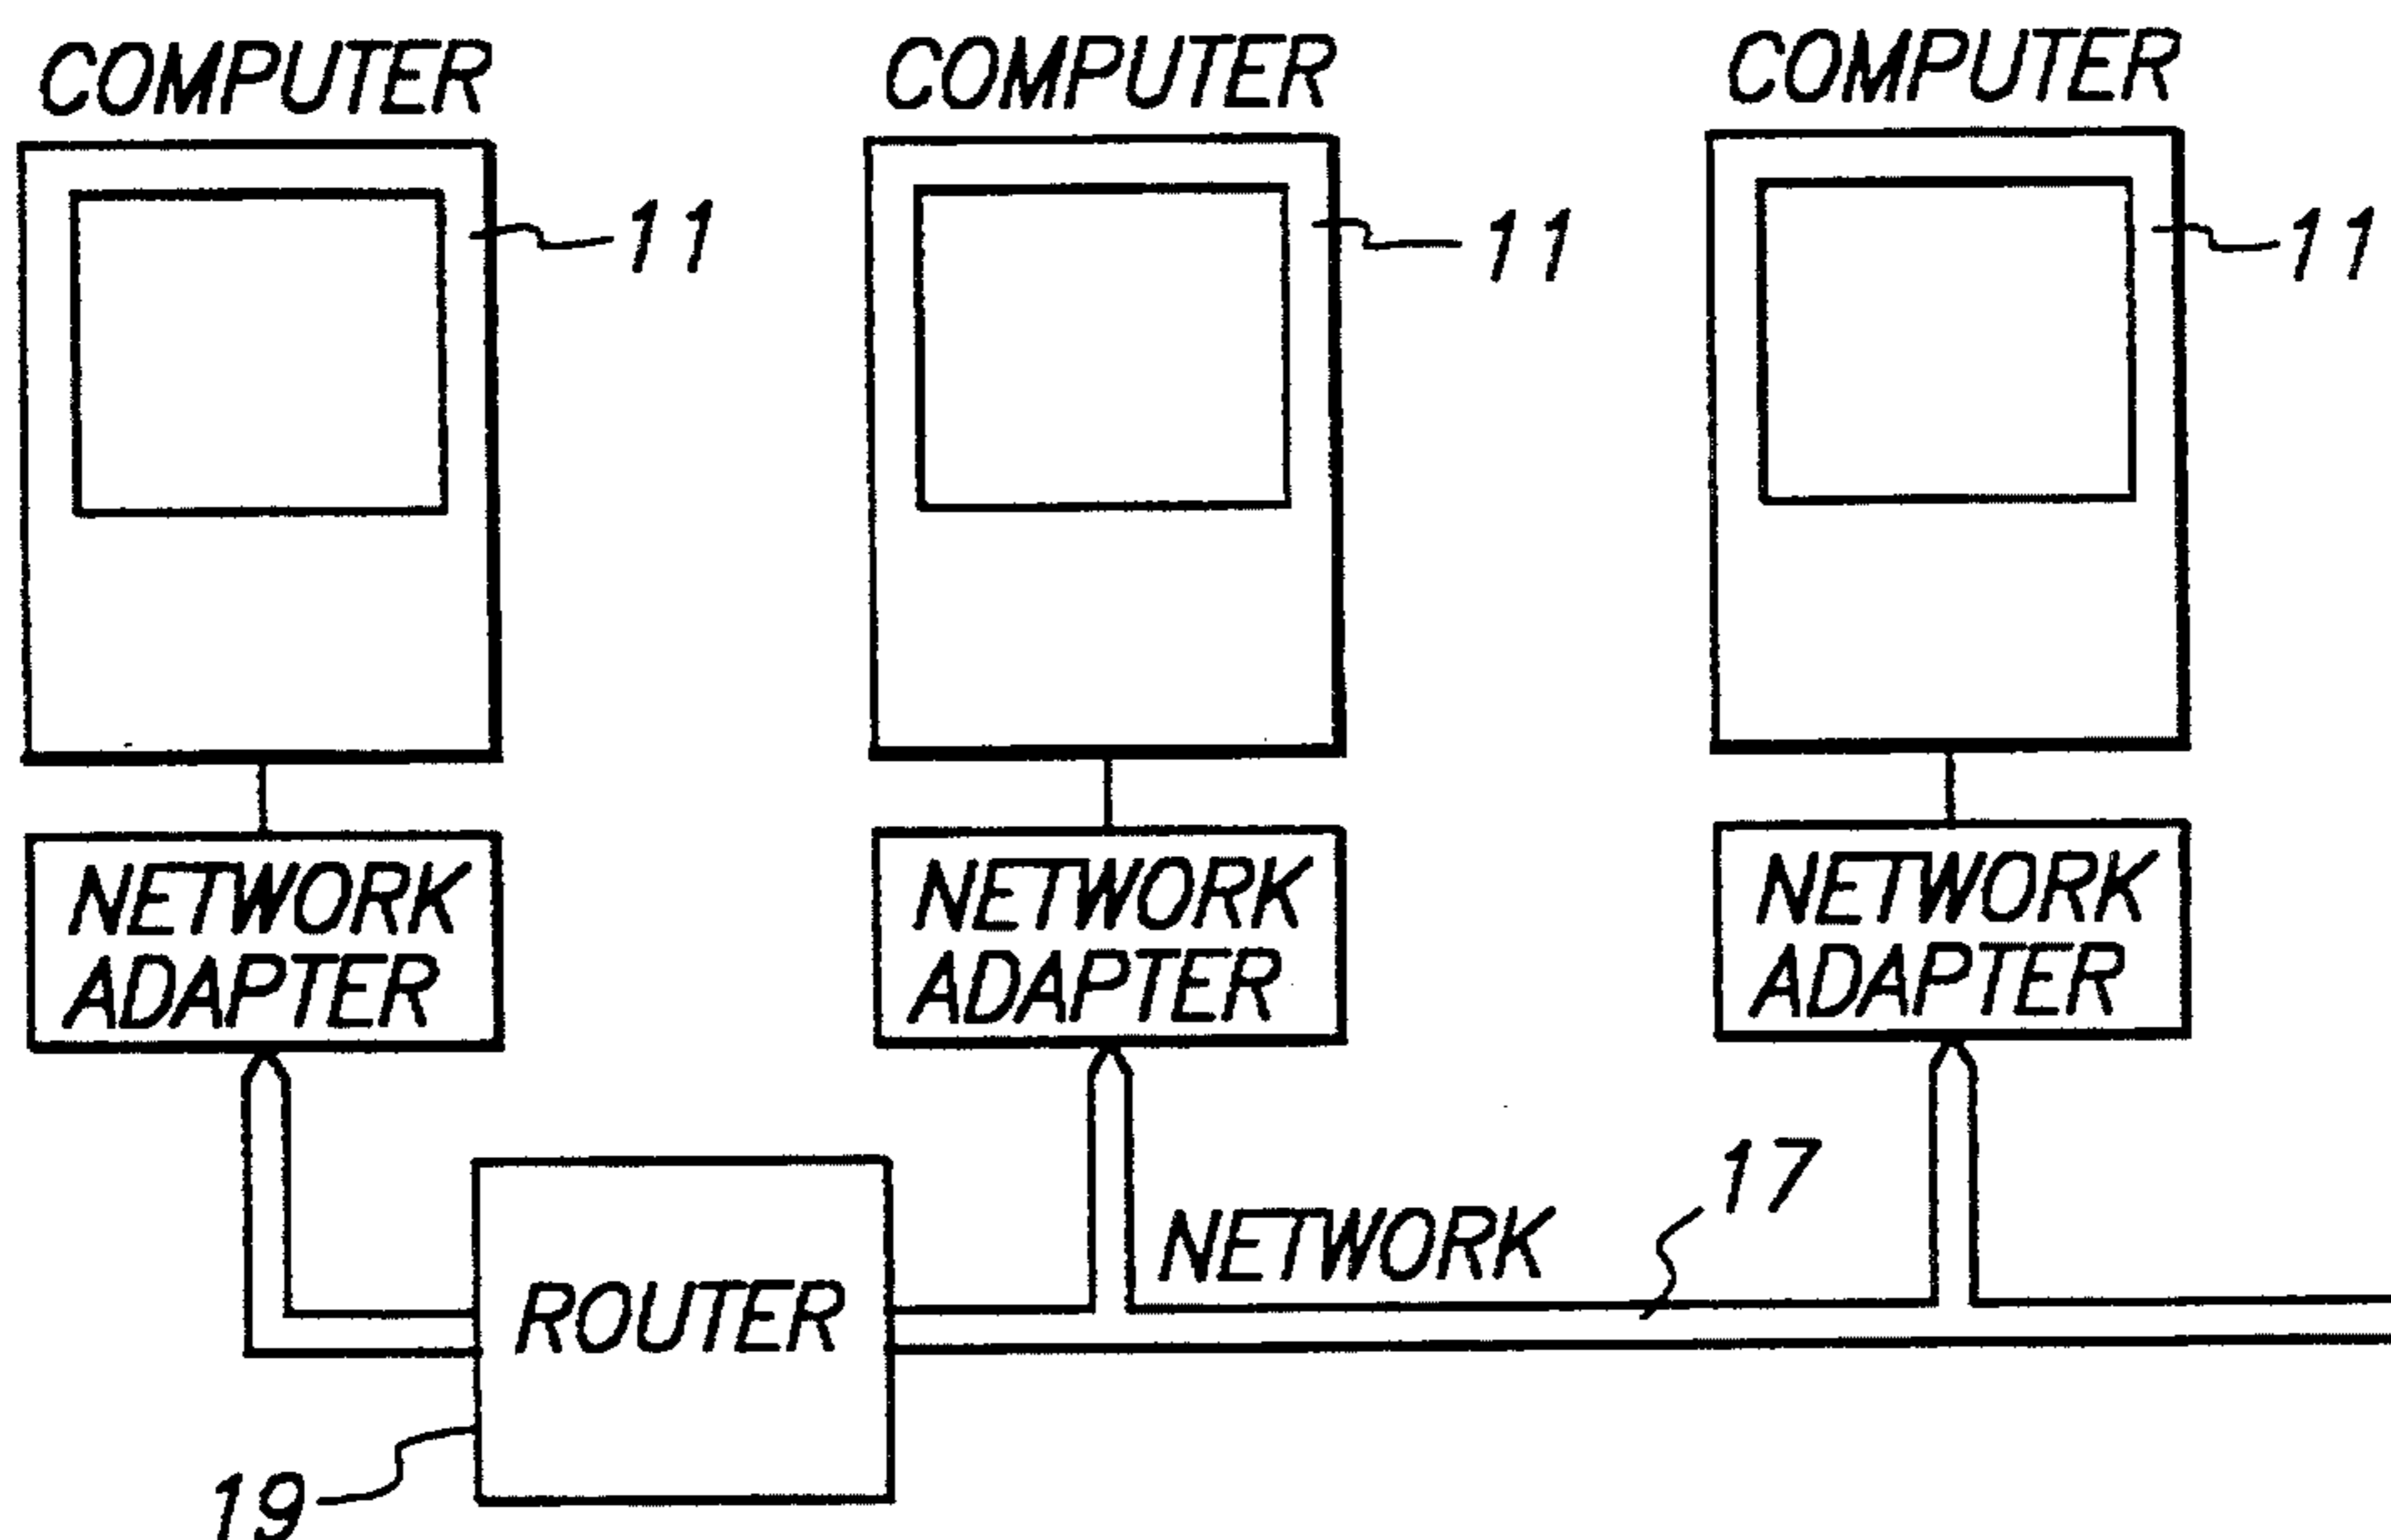 COMPUTER
COMPUTER
COMPUTER
11
11
11
NETWORK
ADAPTER
NETWORK
ADAPTER
NETWORK
ADAPTER
17
NETWORK
ROUTER
19